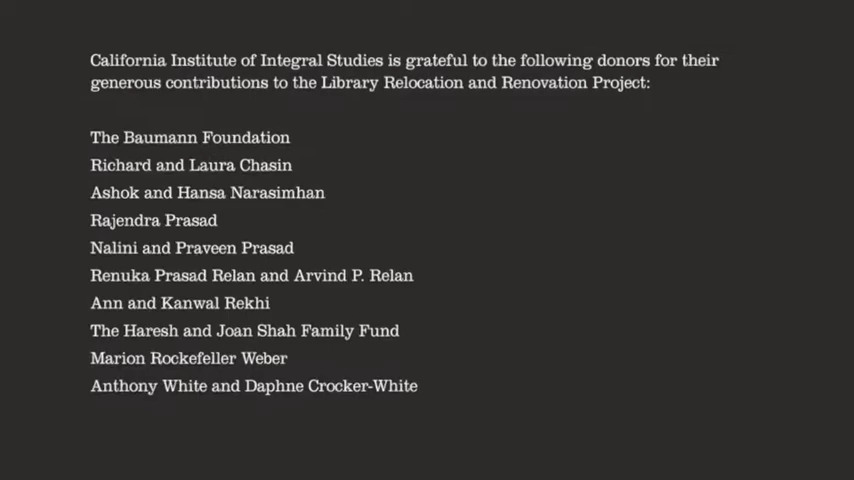 California Institute of Integral Studies is grateful to the following donors for their
generous contributions to the Library Relocation and Renovation Project:
The Baumann Foundation
Richard and Laura Chasin
Ashok and Hansa Narasimhan
Rajendra Prasad
Nalini and Praveen Prasad
Renuka Prasad Relan and Arvind P. Relan
Ann and Kanwal Rekhi
The Haresh and Joan Shah Family Fund
Marion Rockefeller Weber
Anthony White and Daphne Crocker-White